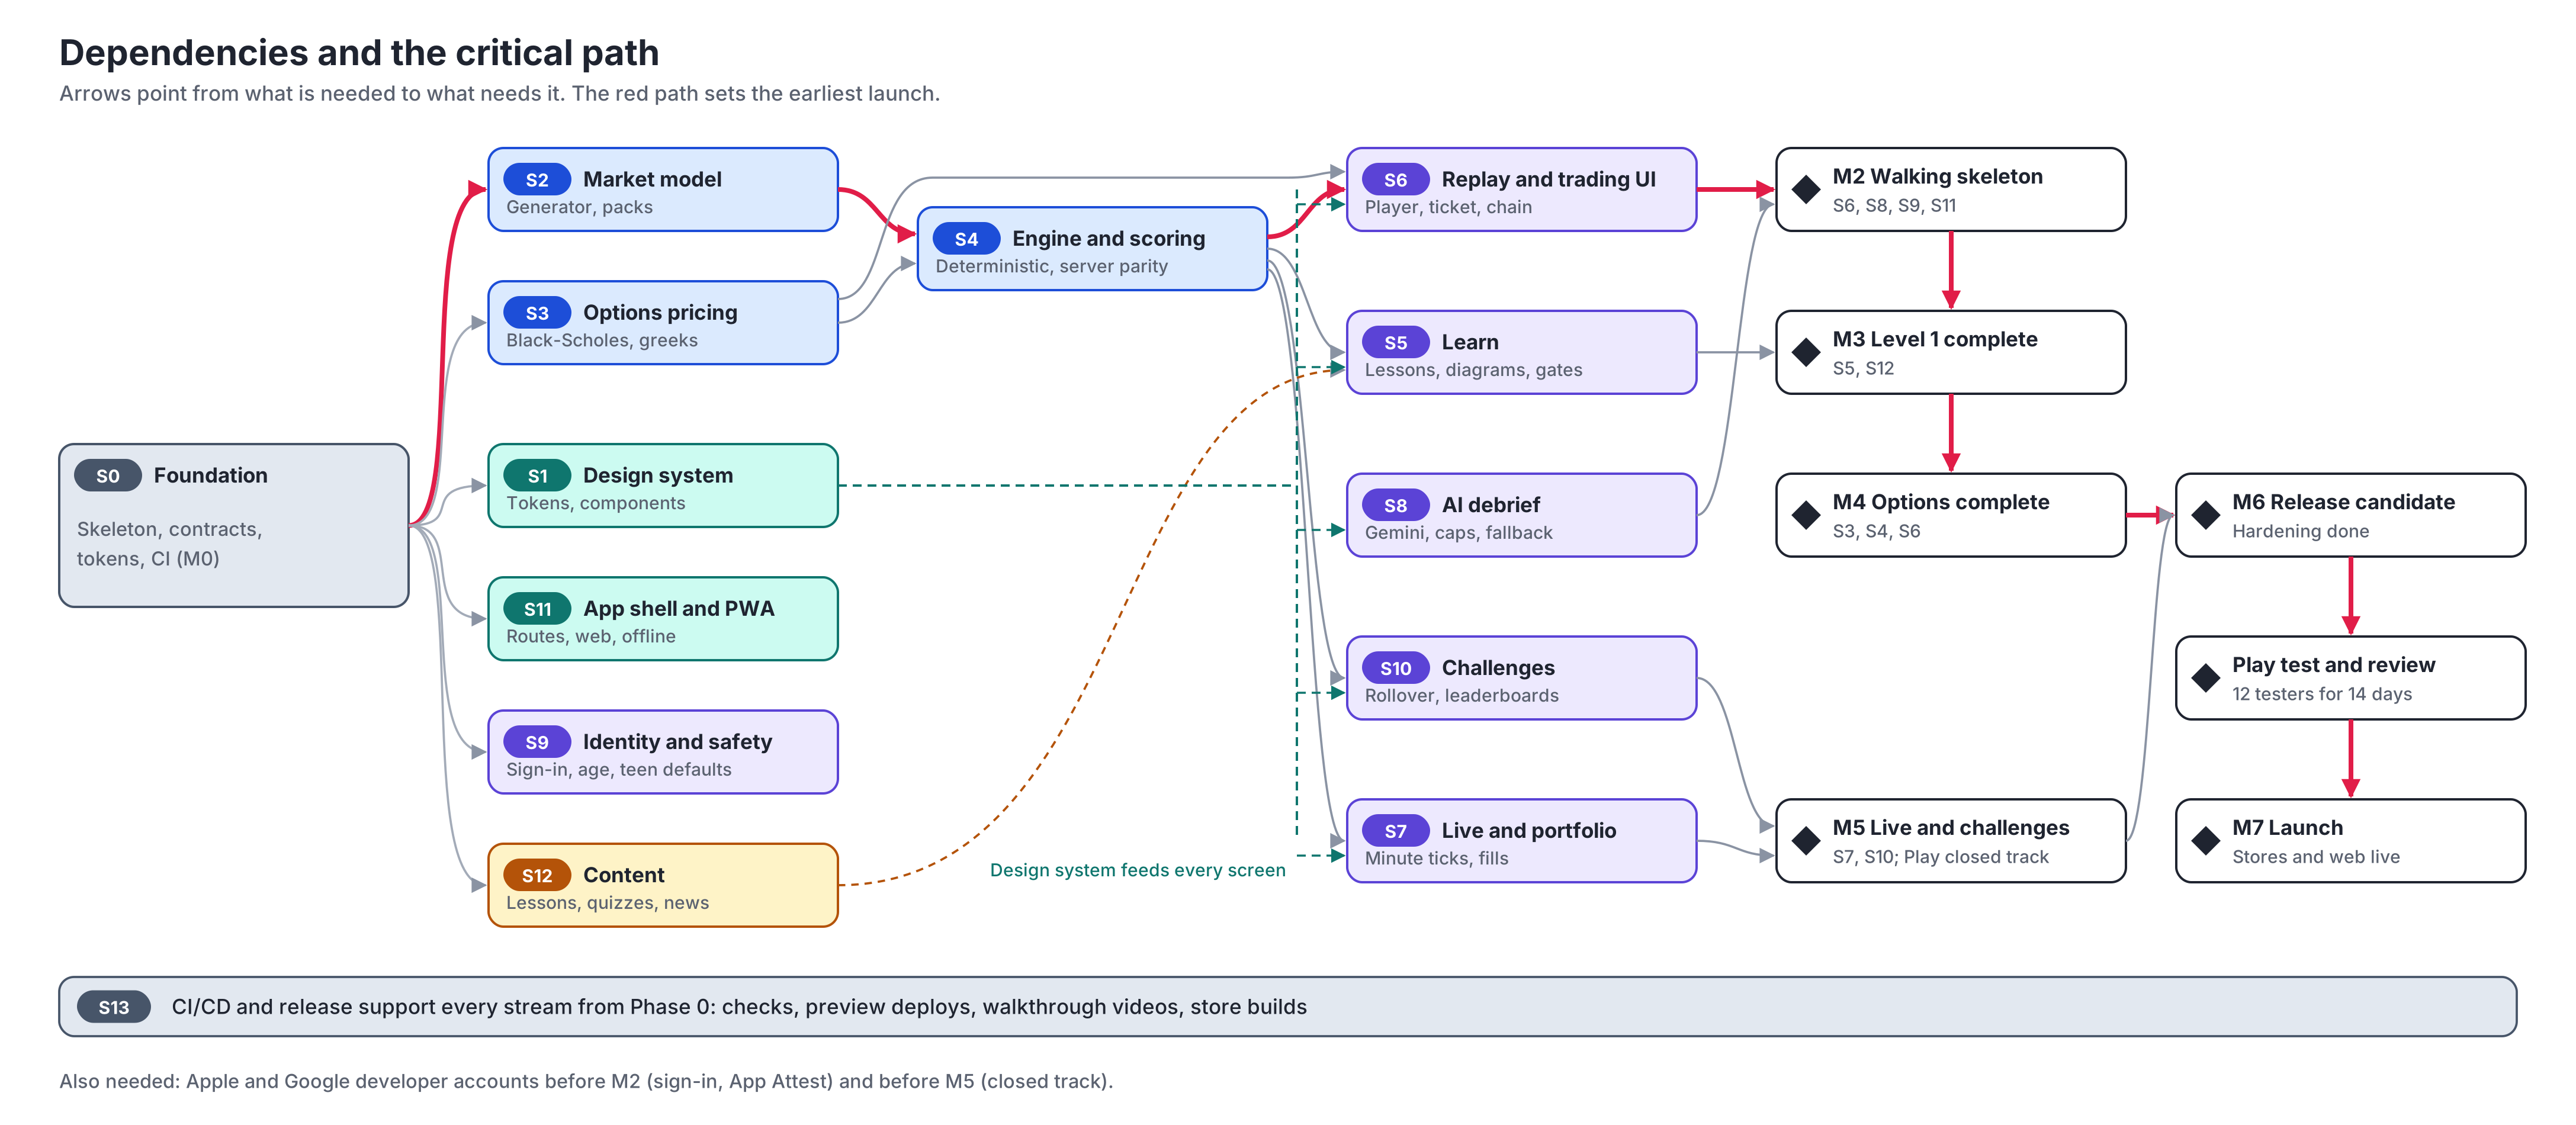 Dependencies and the critical path
Arrows point from what is needed to what needs it. The red path sets the earliest launch.
S0 Foundation
Skeleton, contracts,
tokens, CI (M0)
S2 Market model
Generator, packs
S3 Options pricing
Black-Scholes, greeks
S1 Design system
Tokens, components
S11 App shell and PWA
Routes, web, offline
S9 Identity and safety
Sign-in, age, teen defaults
S12 Content
Lessons, quizzes, news
S4 Engine and scoring
Deterministic, server parity
Design system feeds every screen
S6 Replay and trading UI
Player, ticket, chain
S5 Learn
Lessons, diagrams, gates
S8 AI debrief
Gemini, caps, fallback
S10 Challenges
Rollover, leaderboards
S7 Live and portfolio
Minute ticks, fills
M2 Walking skeleton
S6, S8, S9, S11
M3 Level 1 complete
S5, S12
M4 Options complete
S3, S4, S6
M5 Live and challenges
S7, S10; Play closed track
M6 Release candidate
Hardening done
Play test and review
12 testers for 14 days
M7 Launch
Stores and web live
S13 CI/CD and release support every stream from Phase 0: checks, preview deploys, walkthrough videos, store builds
Also needed: Apple and Google developer accounts before M2 (sign-in, App Attest) and before M5 (closed track).